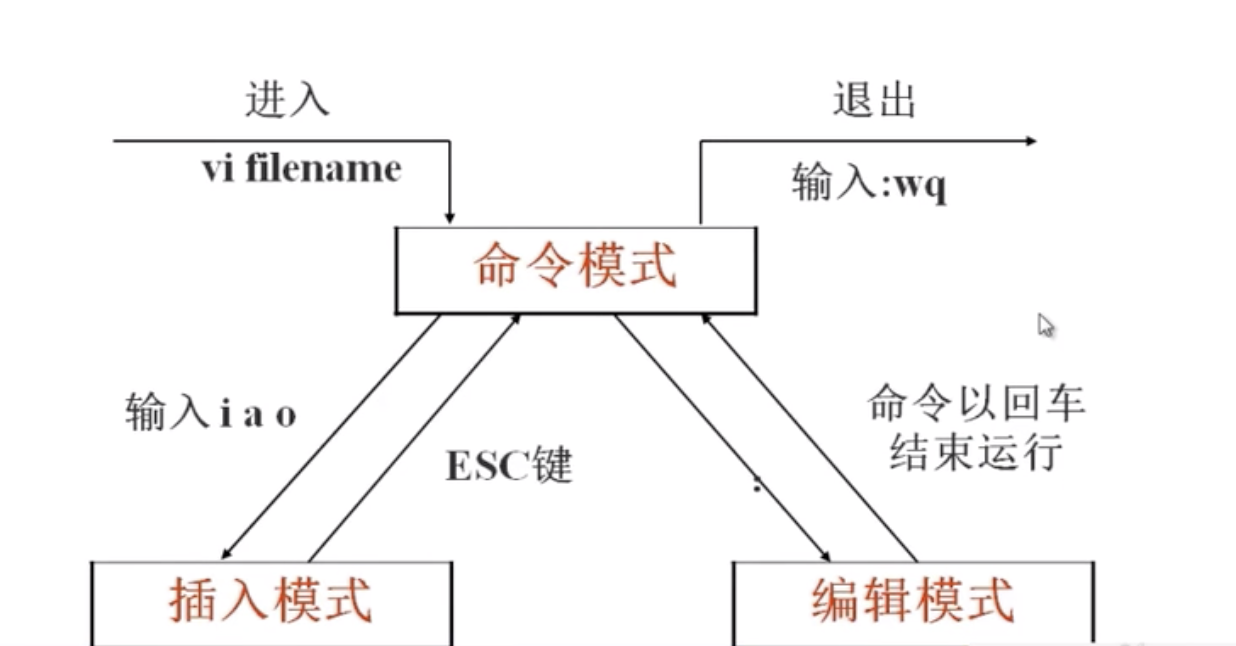 进入
vi filename
退出
输入:wq
命令模式
输入 i a o
ESC键
:
命令以回车
结束运行
插入模式
编辑模式